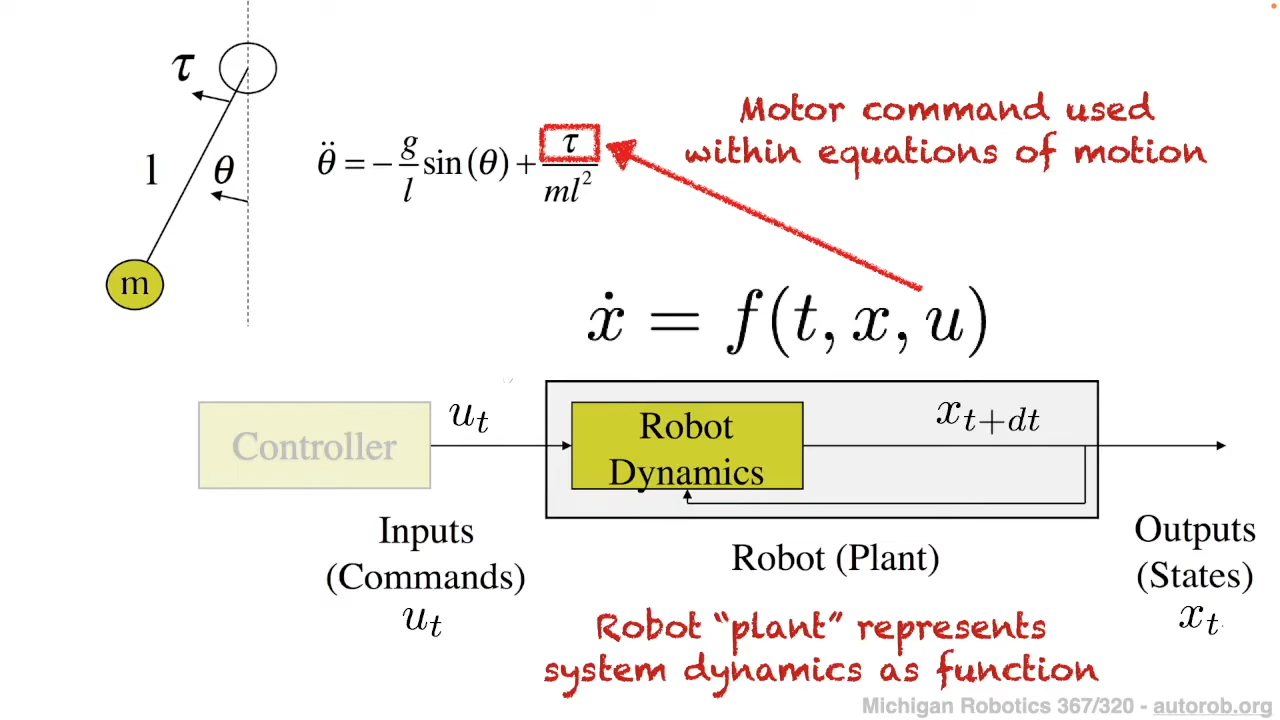 τ
l
θ
m
θ̈ = − g/l sin(θ) + τ/ml²
Motor command used
within equations of motion
ẋ = f(t, x, u)
Controller
u_t
Robot
Dynamics
x_{t+dt}
Inputs
(Commands)
u_t
Robot (Plant)
Outputs
(States)
x_t
Robot “plant” represents
system dynamics as function
Michigan Robotics 367/320 - autorob.org